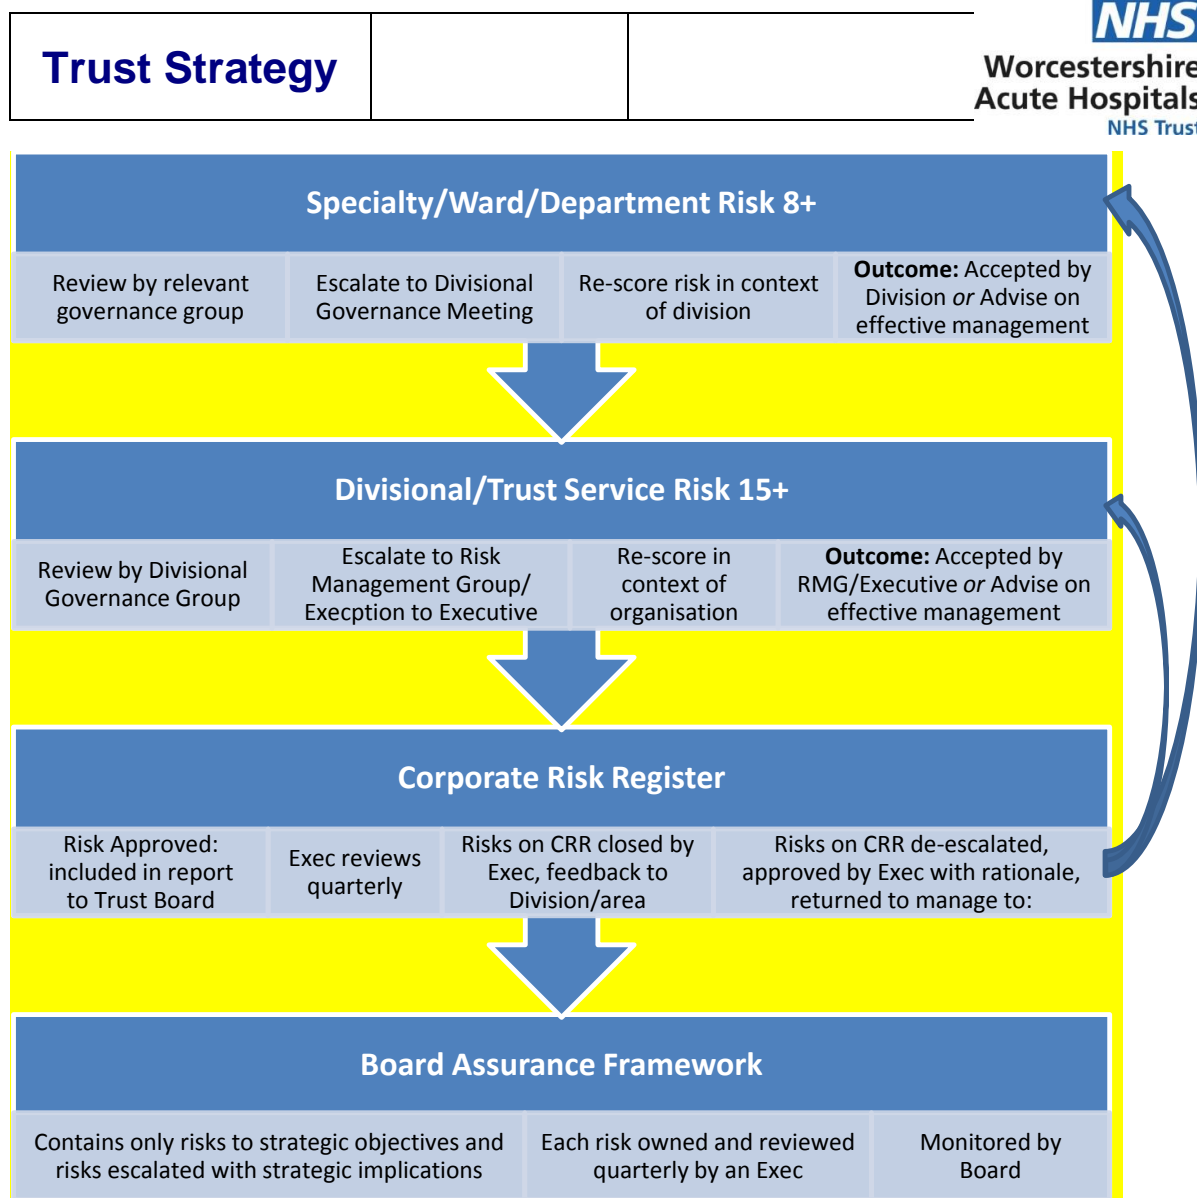 Trust Strategy
NHS
Worcestershire
Acute Hospitals
NHS Trust
Specialty/Ward/Department Risk 8+
Review by relevant
governance group
Escalate to Divisional
Governance Meeting
Re-score risk in context
of division
Outcome: Accepted by
Division or Advise on
effective management
Divisional/Trust Service Risk 15+
Review by Divisional
Governance Group
Escalate to Risk
Management Group/
Execption to Executive
Re-score in
context of
organisation
Outcome: Accepted by
RMG/Executive or Advise on
effective management
Corporate Risk Register
Risk Approved:
included in report
to Trust Board
Exec reviews
quarterly
Risks on CRR closed by
Exec, feedback to
Division/area
Risks on CRR de-escalated,
approved by Exec with rationale,
returned to manage to:
Board Assurance Framework
Contains only risks to strategic objectives and
risks escalated with strategic implications
Each risk owned and reviewed
quarterly by an Exec
Monitored by
Board